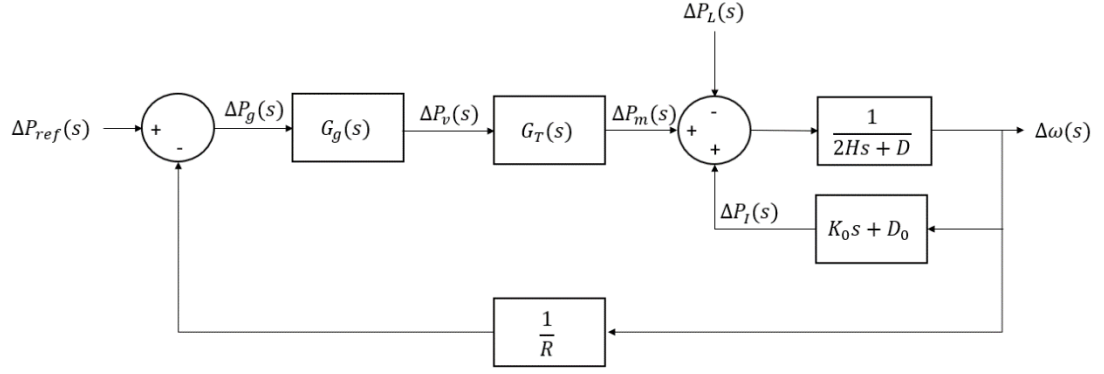 ΔP_L(s)
ΔP_ref(s)
+
-
ΔP_g(s)
G_g(s)
ΔP_v(s)
G_T(s)
ΔP_m(s)
-
+
+
1
2Hs + D
Δω(s)
ΔP_I(s)
K_0s + D_0
1
R